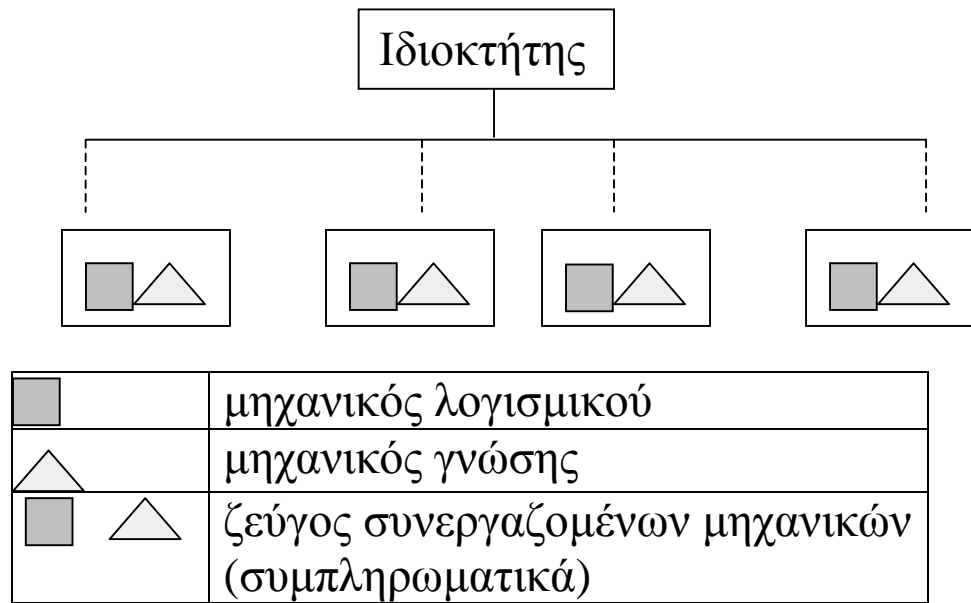 Ιδιοκτήτης
μηχανικός λογισμικού
μηχανικός γνώσης
ζεύγος συνεργαζομένων μηχανικών
(συμπληρωματικά)